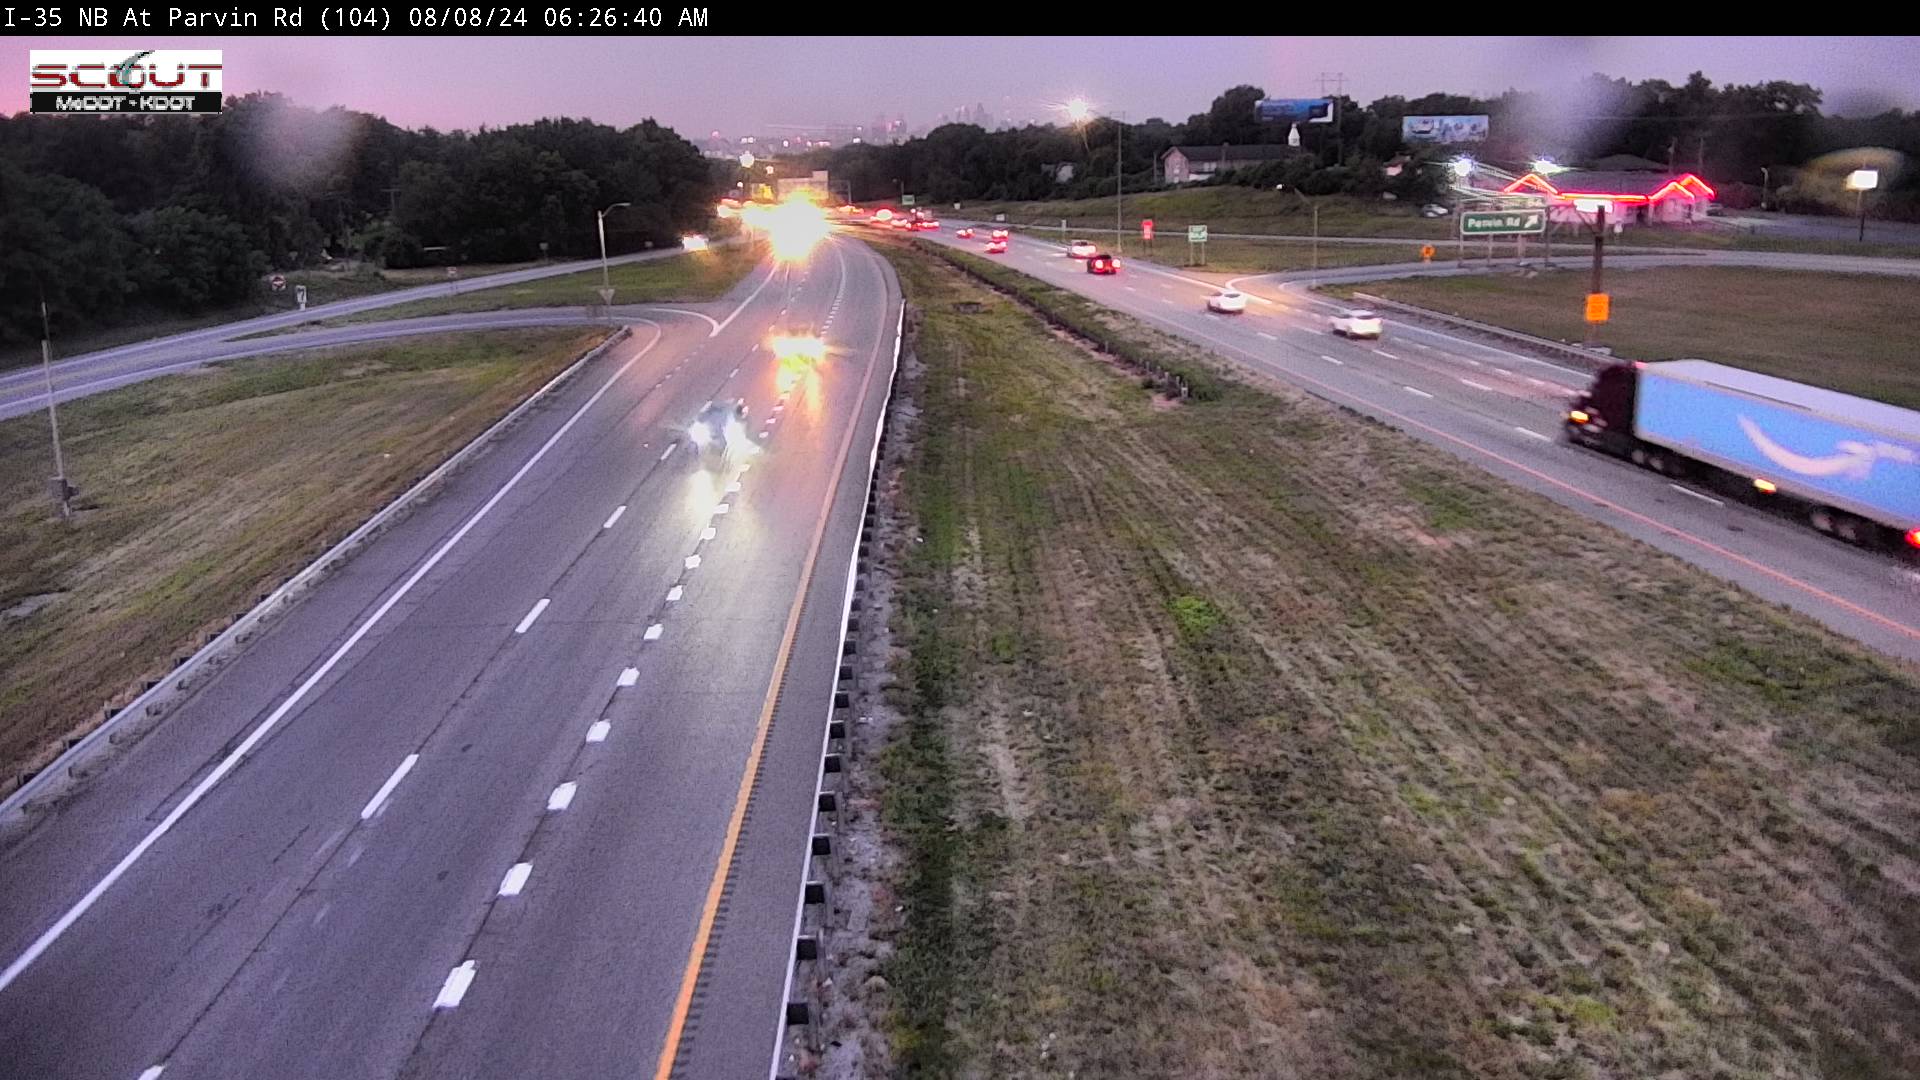 I-35 NB At Parvin Rd (104) 08/08/24 06:26:40 AM
SCOUT
MoDOT - KDOT
Parvin Rd